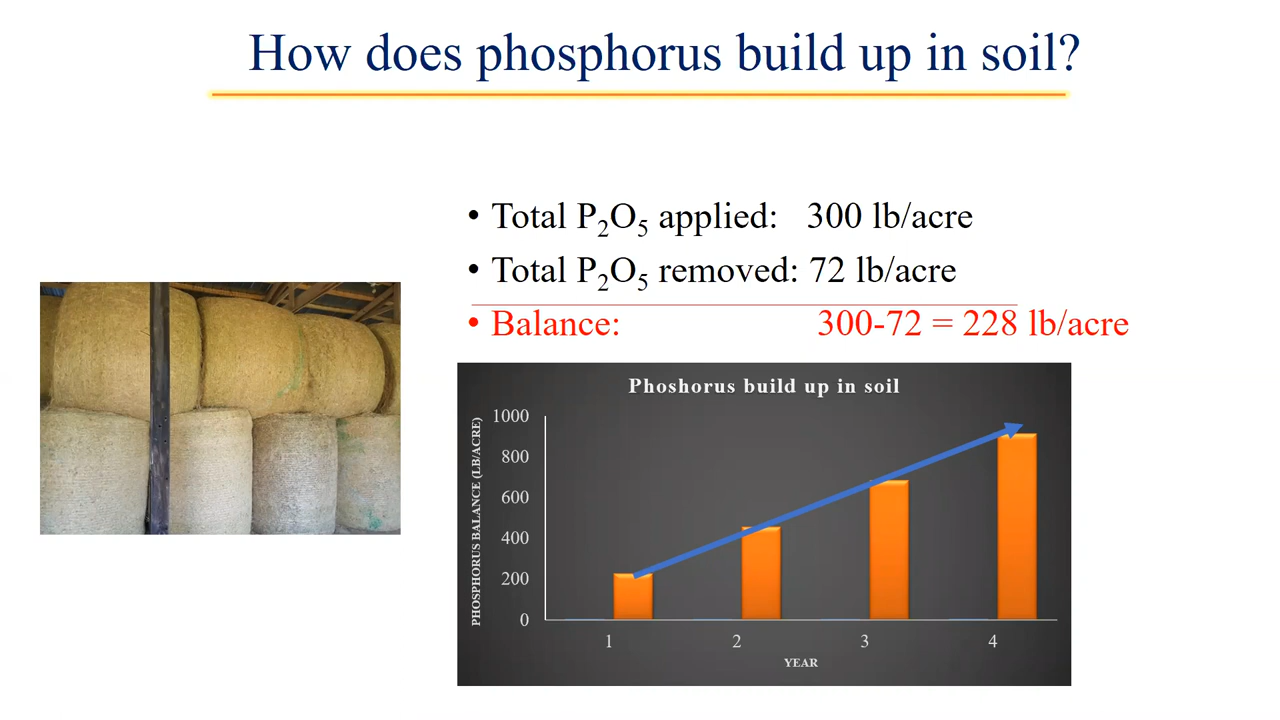 How does phosphorus build up in soil?
• Total P₂O₅ applied: 300 lb/acre
• Total P₂O₅ removed: 72 lb/acre
• Balance: 300-72 = 228 lb/acre
Phoshorus build up in soil
PHOSPHORUS BALANCE (LB/ACRE)
1000
800
600
400
200
0
1 2 3 4
YEAR